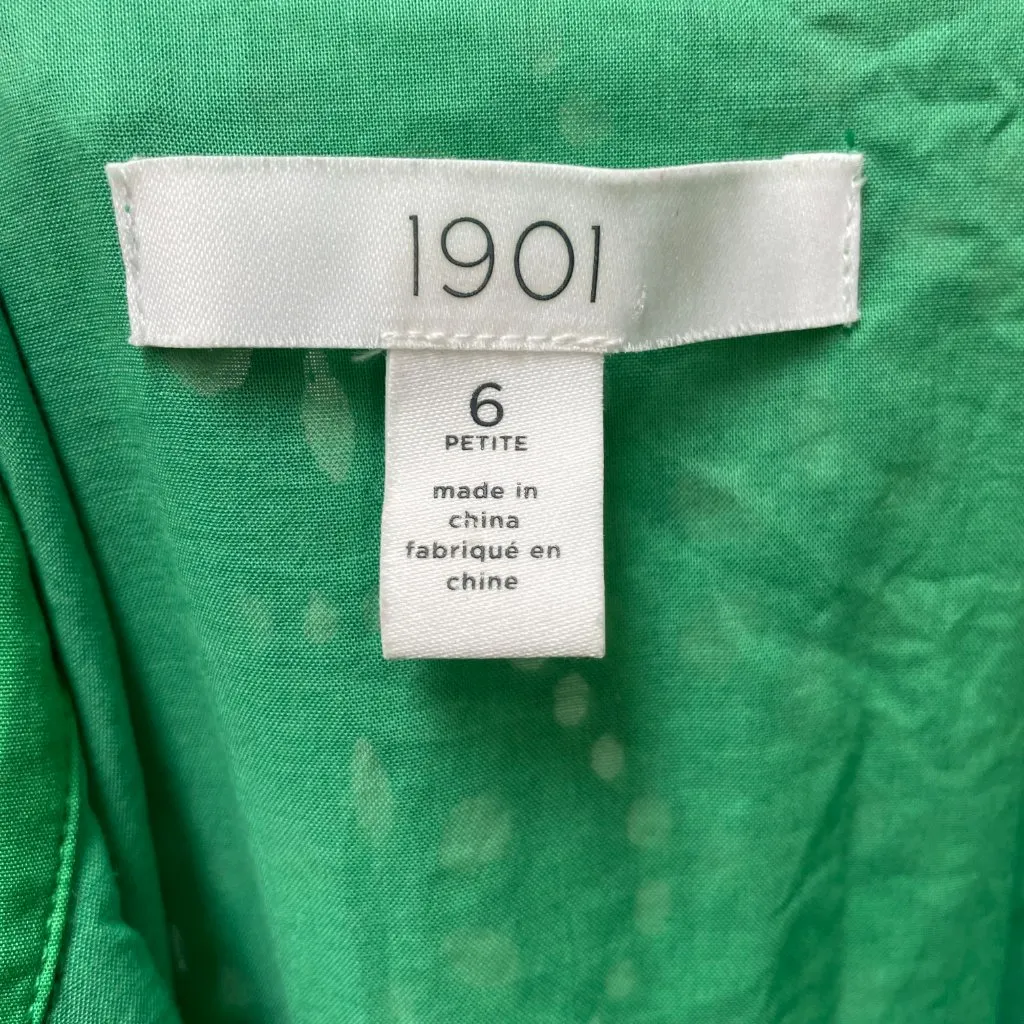 1901
6
PETITE
made in
china
fabriqué en
chine